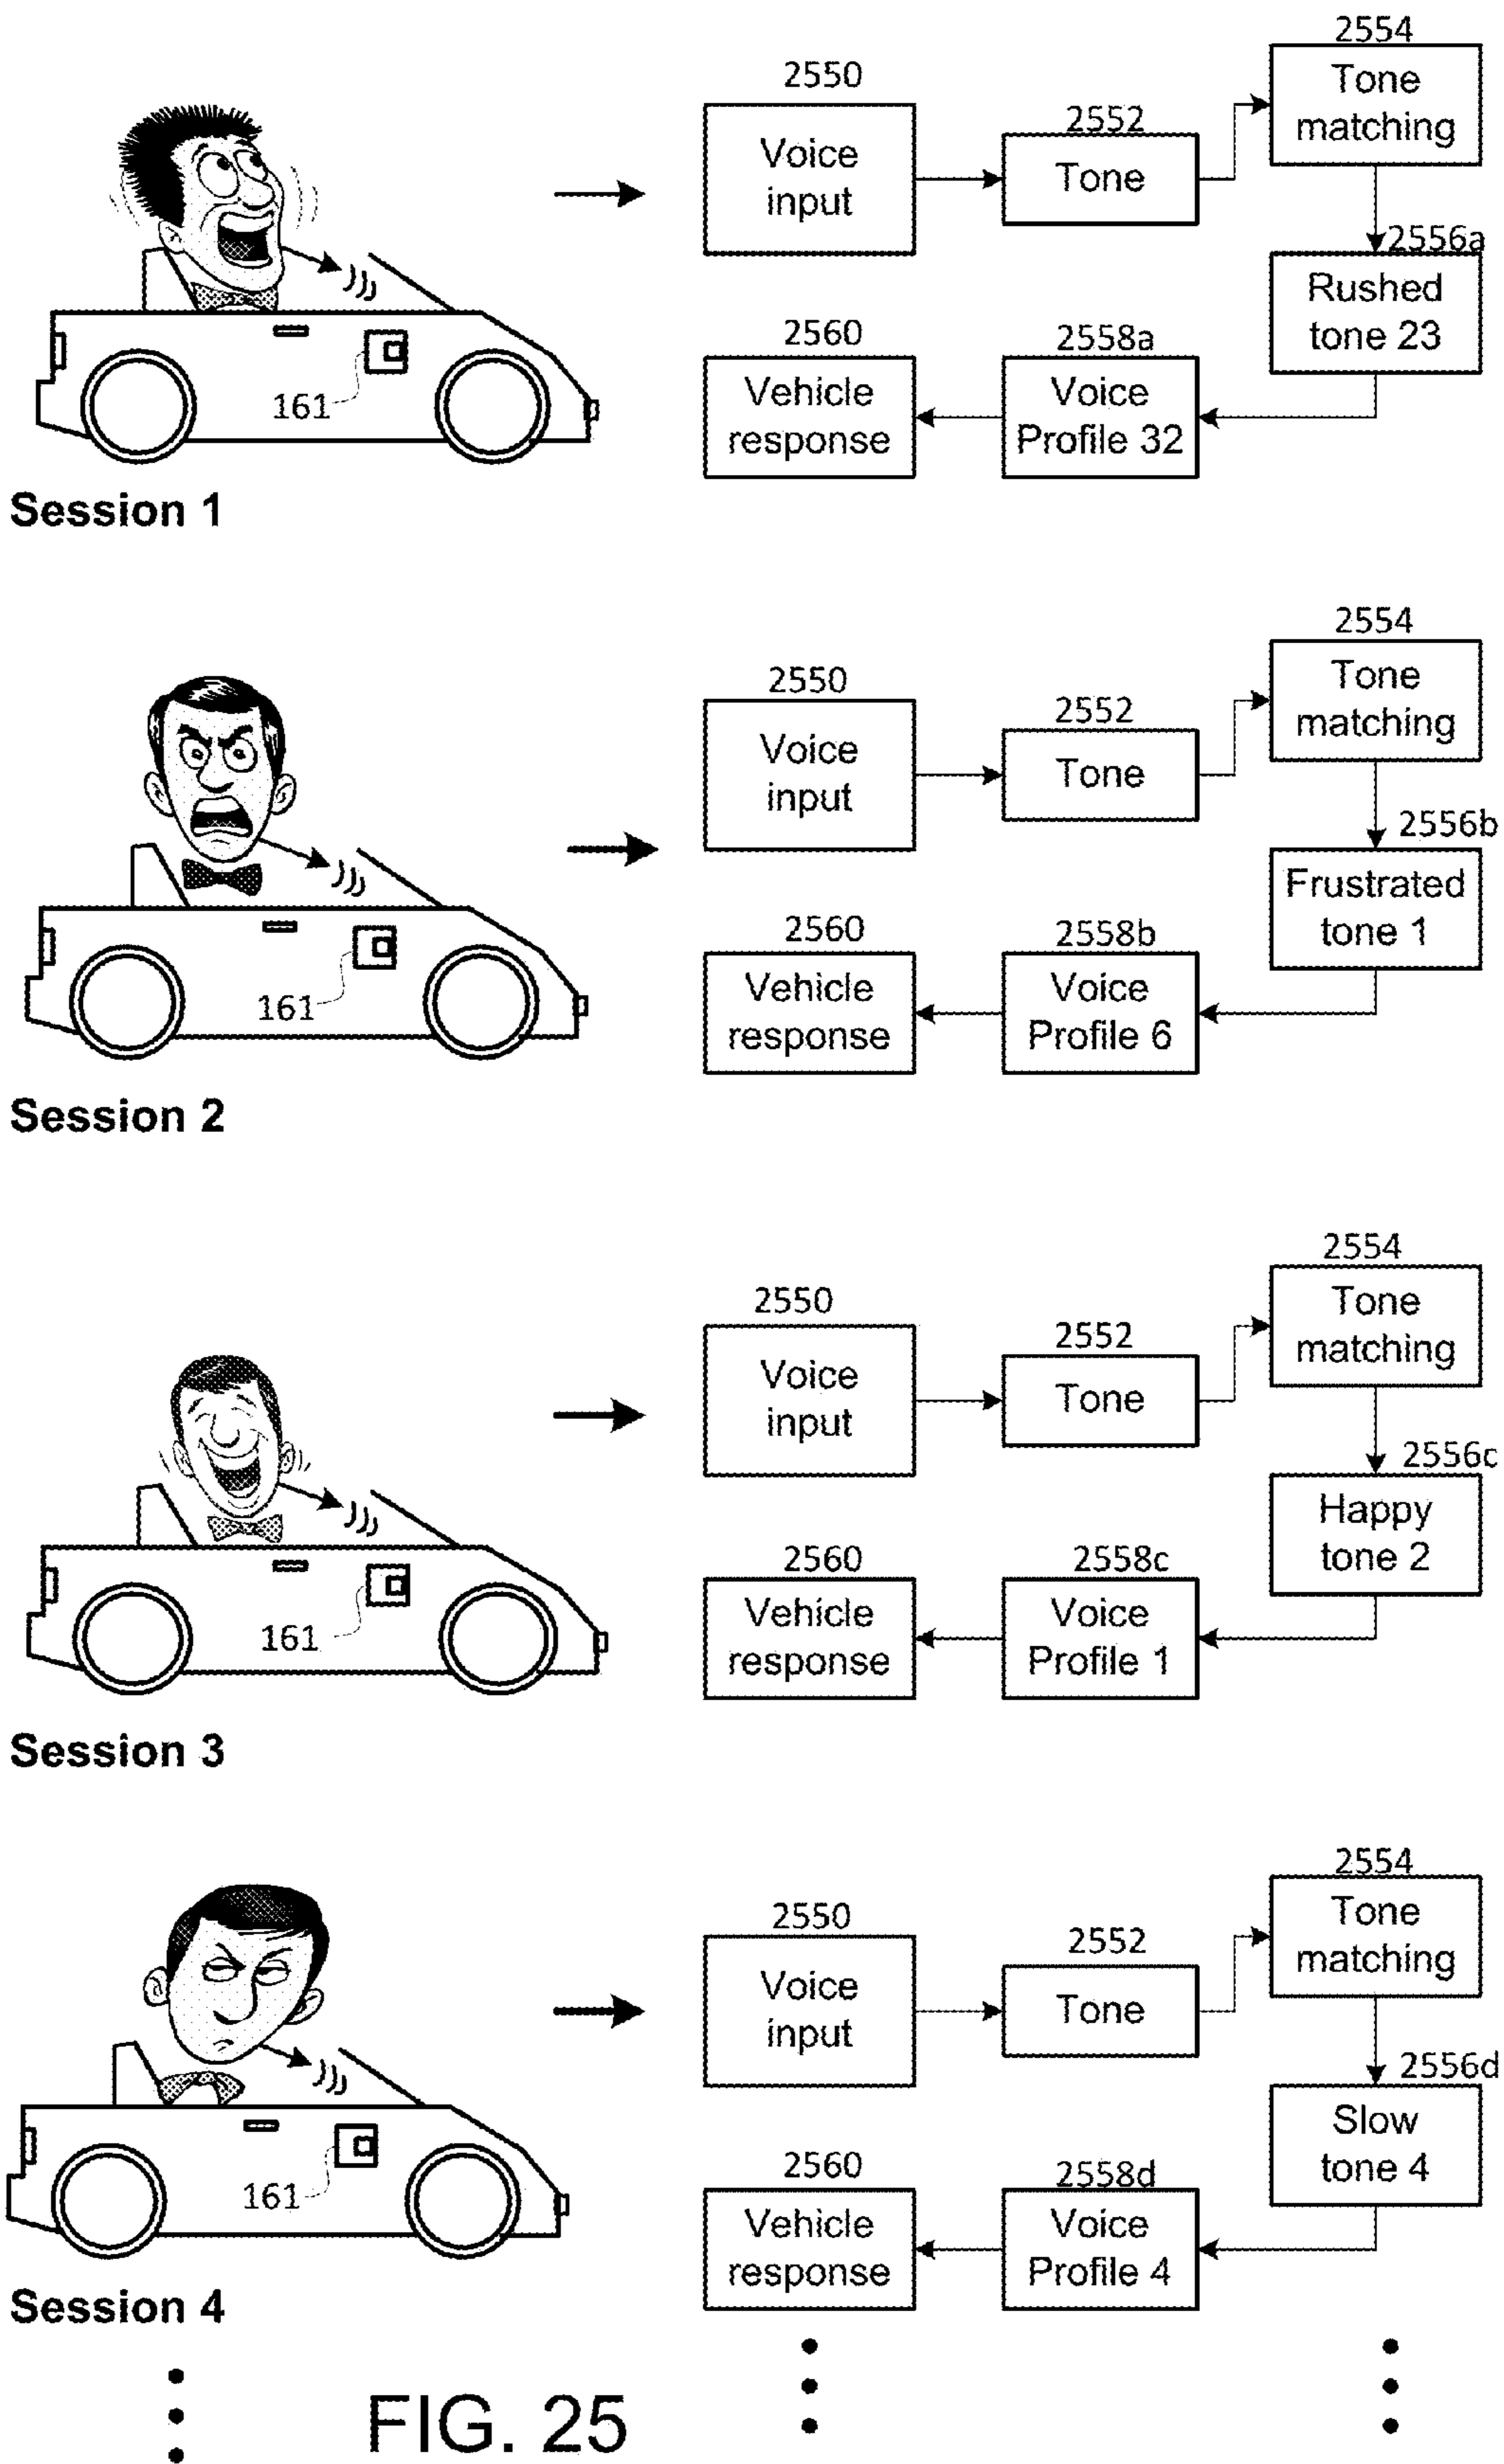 2554
2550
Tone
matching
2552
Voice
input
Tone
2556a
Rushed
tone 23
2560
2558a
Vehicle
response
Voice
Profile 32
161
Session 1
2554
Tone
matching
2550
2552
Voice
input
Tone
2556b
Frustrated
tone 1
2560
2558b
Vehicle
response
Voice
Profile 6
161
Session 2
2554
Tone
matching
2550
2552
Voice
input
Tone
2556c
Happy
tone 2
2560
2558c
Vehicle
response
Voice
Profile 1
161
Session 3
2554
Tone
matching
2550
2552
Voice
input
Tone
2556d
Slow
tone 4
2560
2558d
Vehicle
response
Voice
Profile 4
161
Session 4
FIG. 25